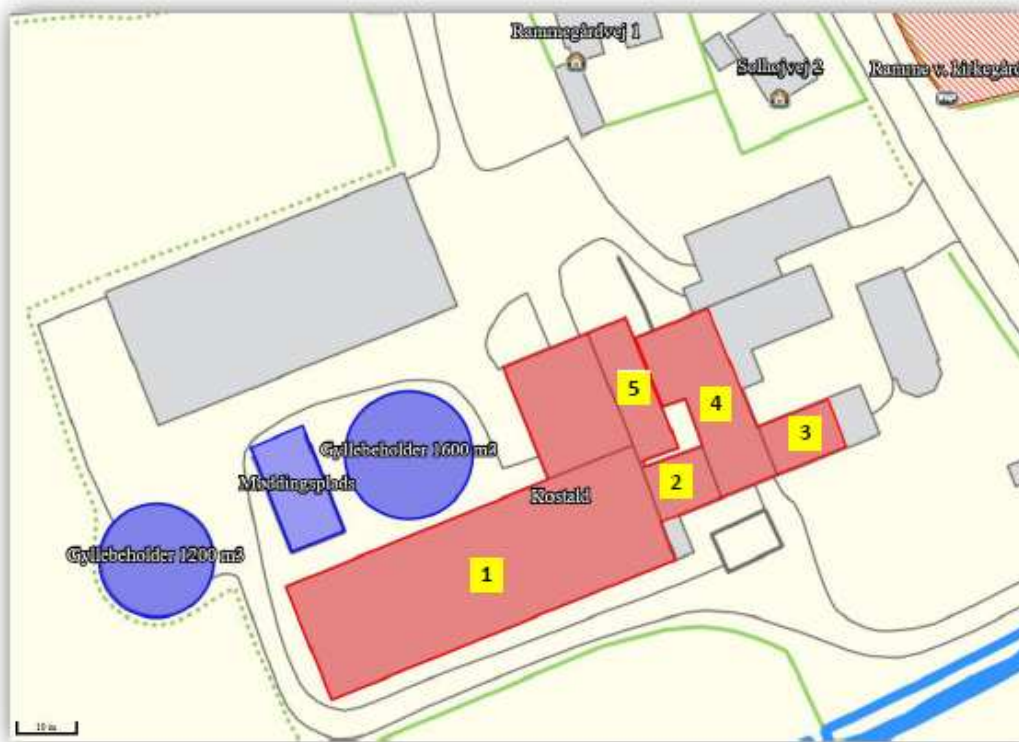 Rammegårdvej 1
Solhøjvej 2
Ramme v. kirkegård
5
4
3
Gyllebeholder 1600 m3
2
Møddingsplads
Kostald
Gyllebeholder 1200 m3
1
10 m